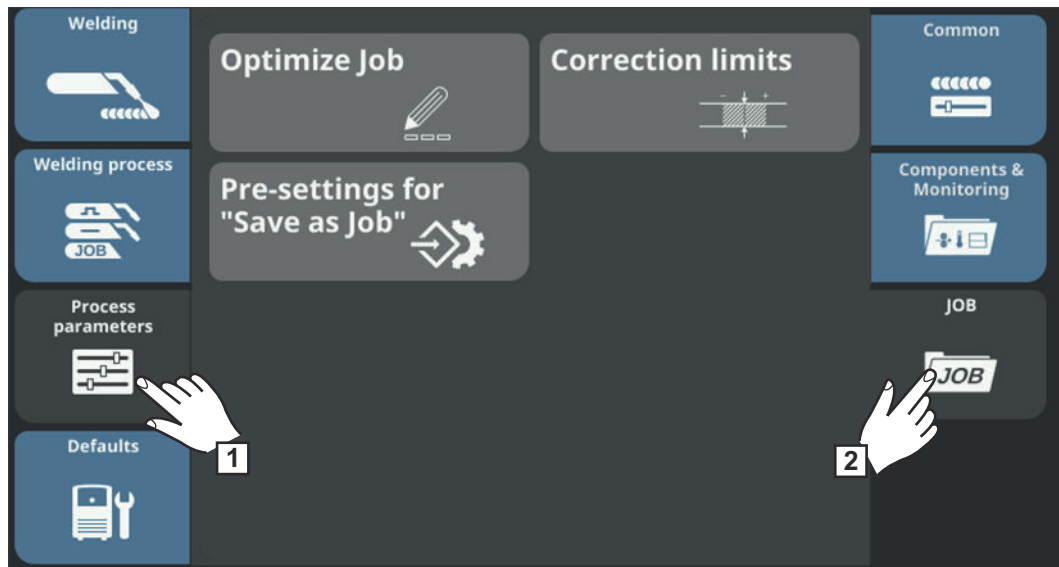 Welding
Welding process
JOB
Process
parameters
1
Defaults
Optimize Job
Correction limits
- +
Pre-settings for
"Save as Job"
Common
Components &
Monitoring
JOB
JOB
2